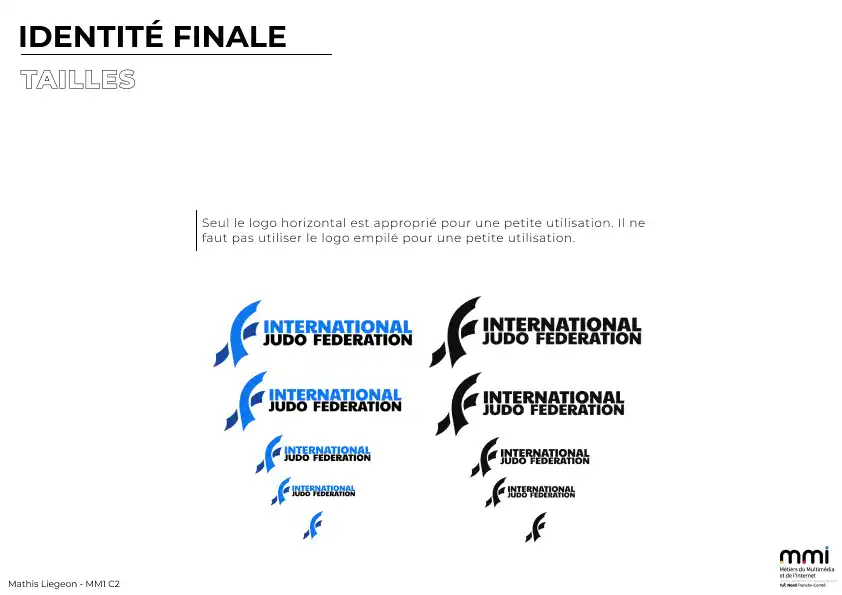 IDENTITÉ FINALE
TAILLES
Seul le logo horizontal est approprié pour une petite utilisation. Il ne
faut pas utiliser le logo empilé pour une petite utilisation.
INTERNATIONAL
JUDO FEDERATION
INTERNATIONAL
JUDO FEDERATION
INTERNATIONAL
JUDO FEDERATION
INTERNATIONAL
JUDO FEDERATION
INTERNATIONAL
JUDO FEDERATION
INTERNATIONAL
JUDO FEDERATION
INTERNATIONAL
JUDO FEDERATION
INTERNATIONAL
JUDO FEDERATION
mmi
Métiers du Multimédia
et de l'Internet
IUT Nord Franche-Comté
Mathis Liegeon - MM1 C2